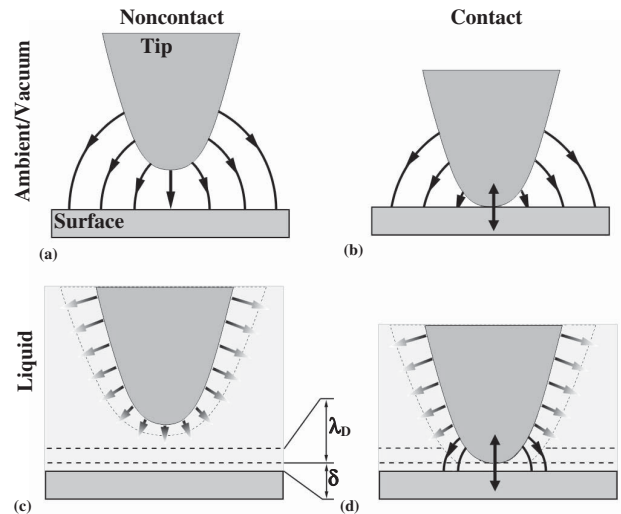 Noncontact
Contact
Ambient/Vacuum
Tip
Surface
(a)
(b)
Liquid
λD
δ
(c)
(d)